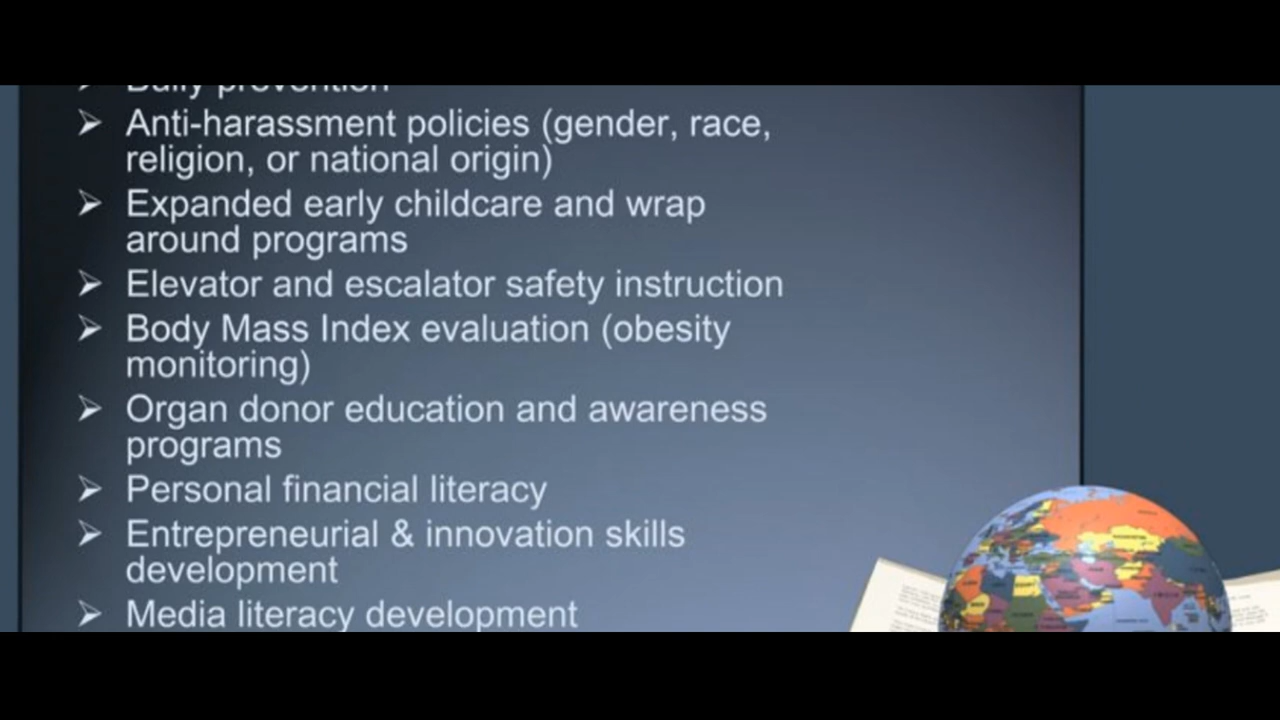 Bully prevention
➢ Anti-harassment policies (gender, race,
religion, or national origin)
➢ Expanded early childcare and wrap
around programs
➢ Elevator and escalator safety instruction
➢ Body Mass Index evaluation (obesity
monitoring)
➢ Organ donor education and awareness
programs
➢ Personal financial literacy
➢ Entrepreneurial & innovation skills
development
➢ Media literacy development